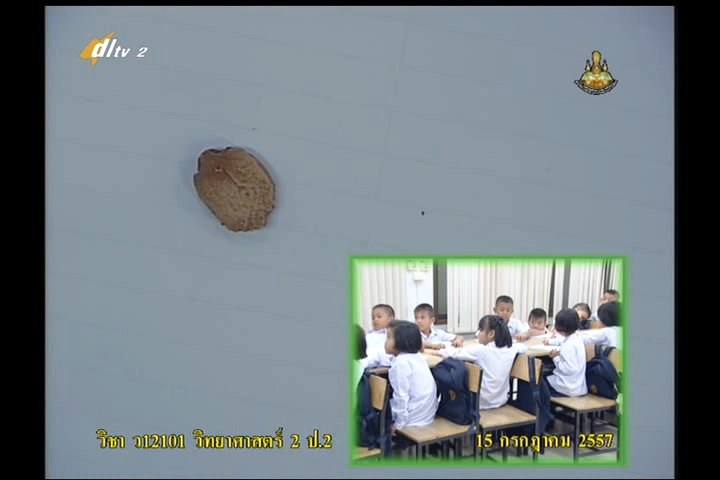 dltv 2
วิชา ว12101 วิทยาศาสตร์ 2 ป.2
15 กรกฎาคม 2557